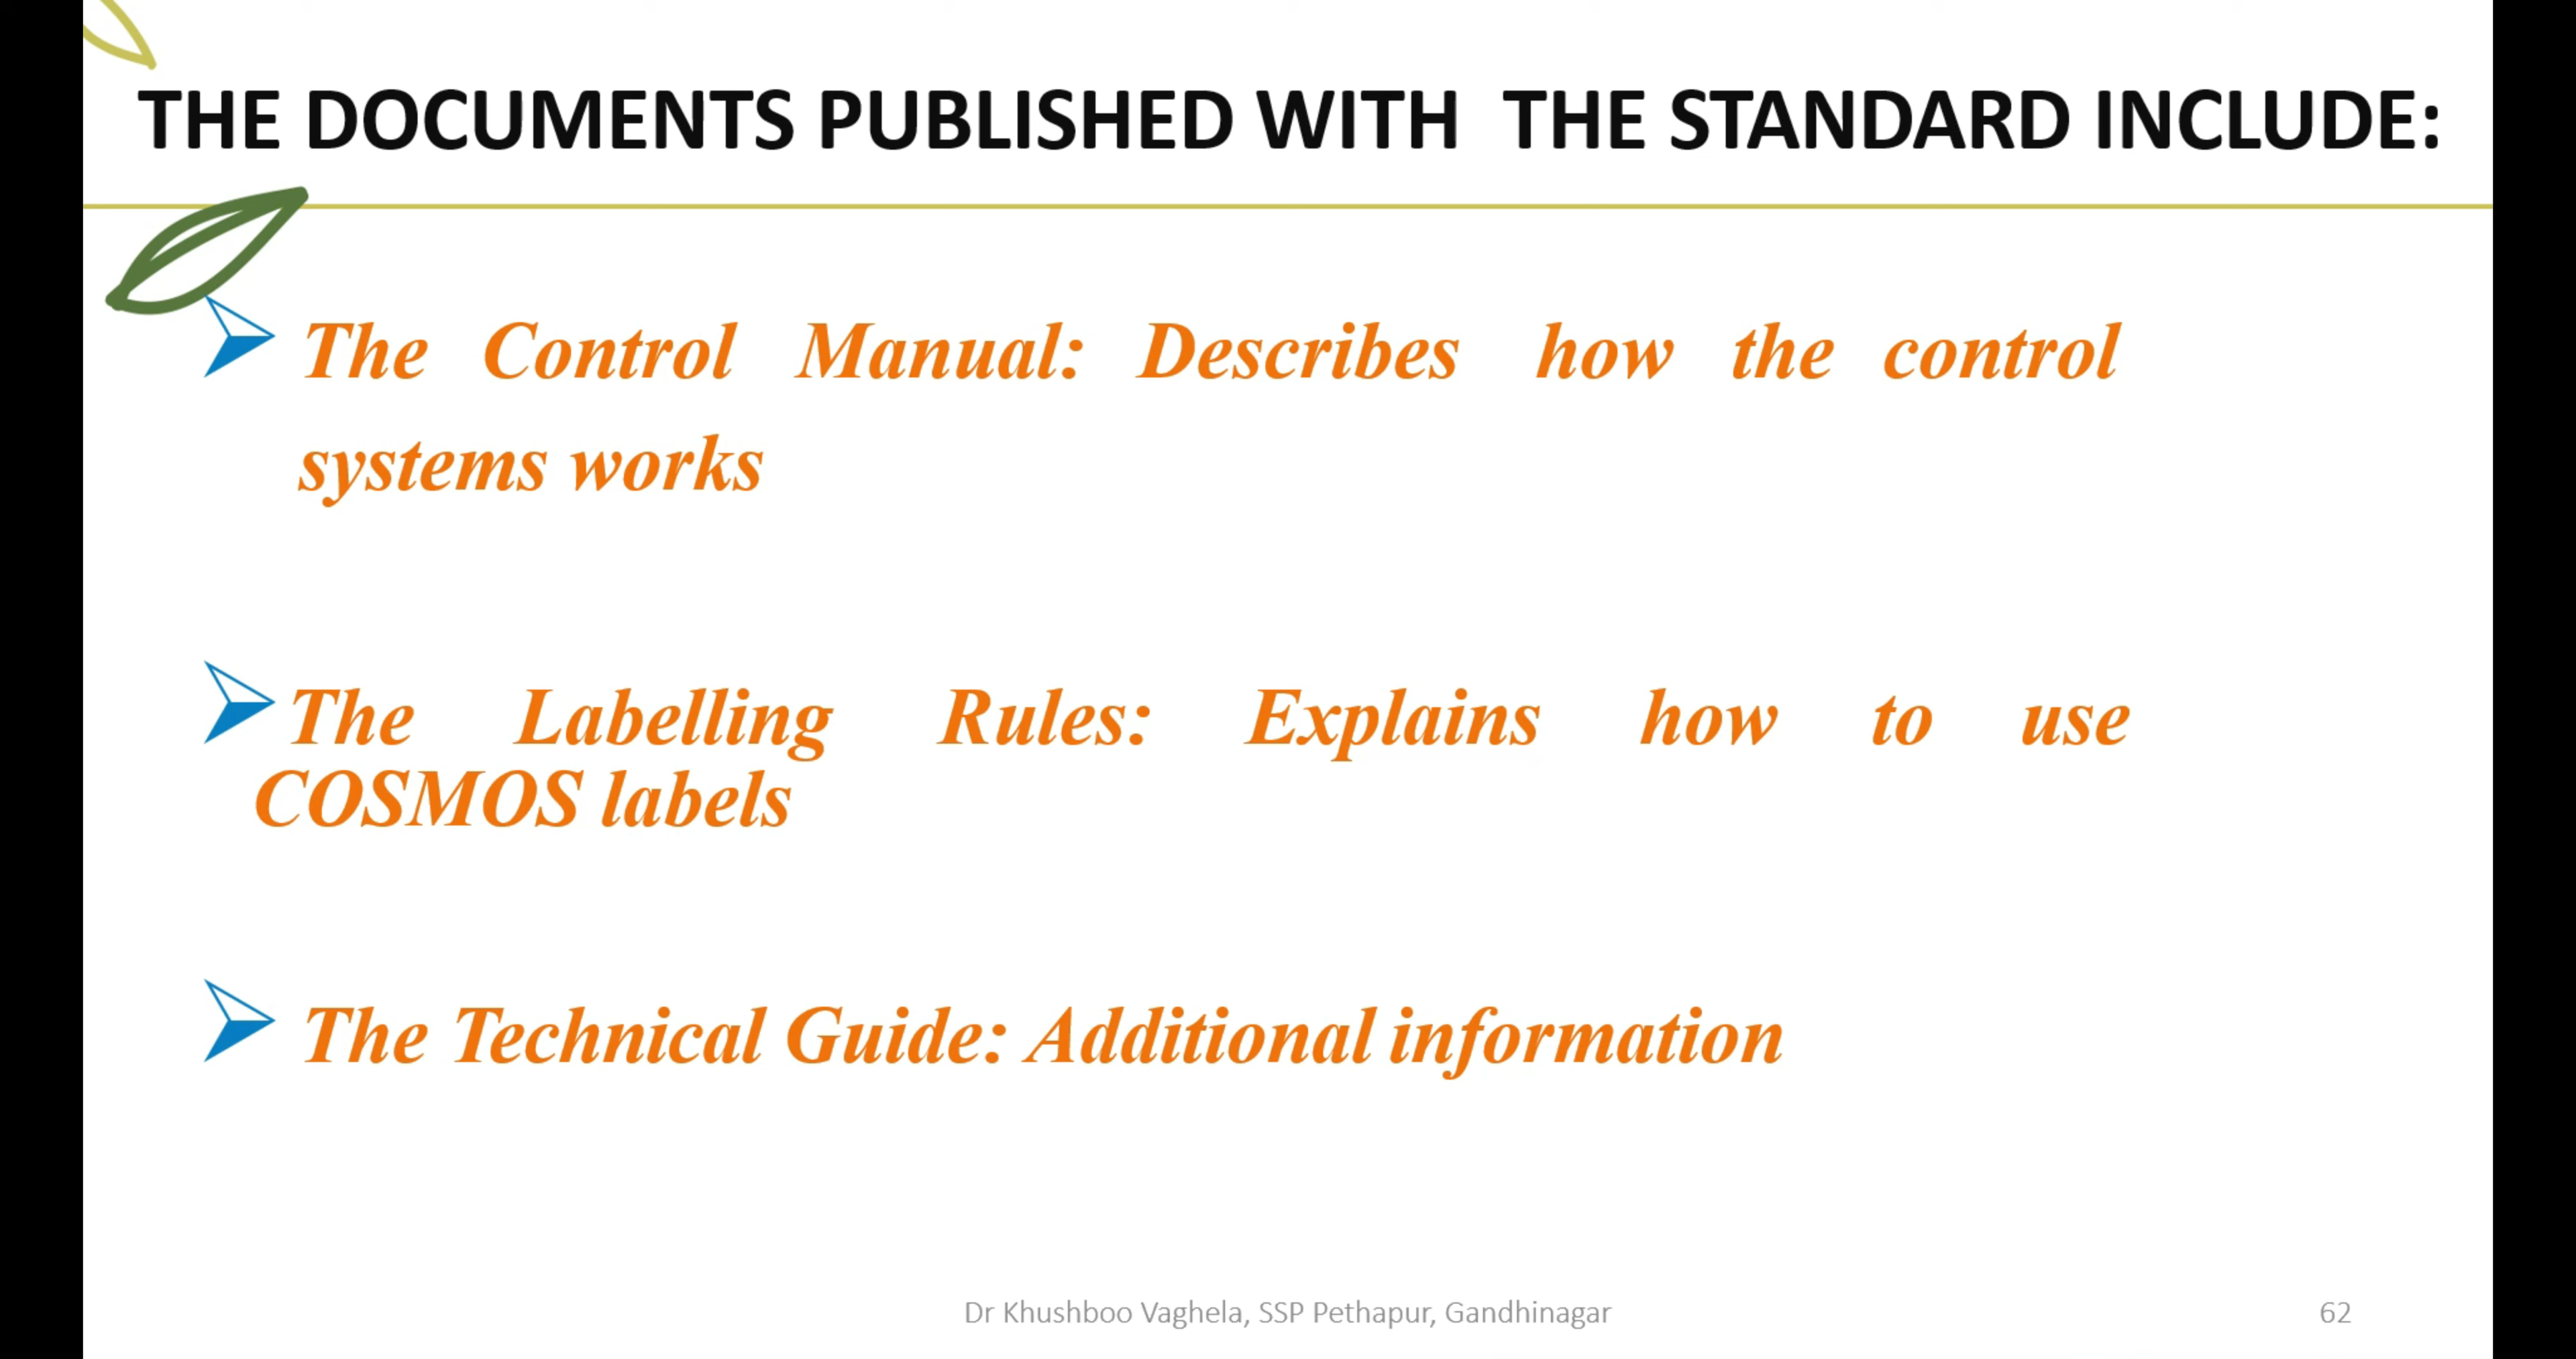 THE DOCUMENTS PUBLISHED WITH THE STANDARD INCLUDE:
The Control Manual: Describes how the control
systems works
The Labelling Rules: Explains how to use
COSMOS labels
The Technical Guide: Additional information
Dr Khushboo Vaghela, SSP Pethapur, Gandhinagar
62